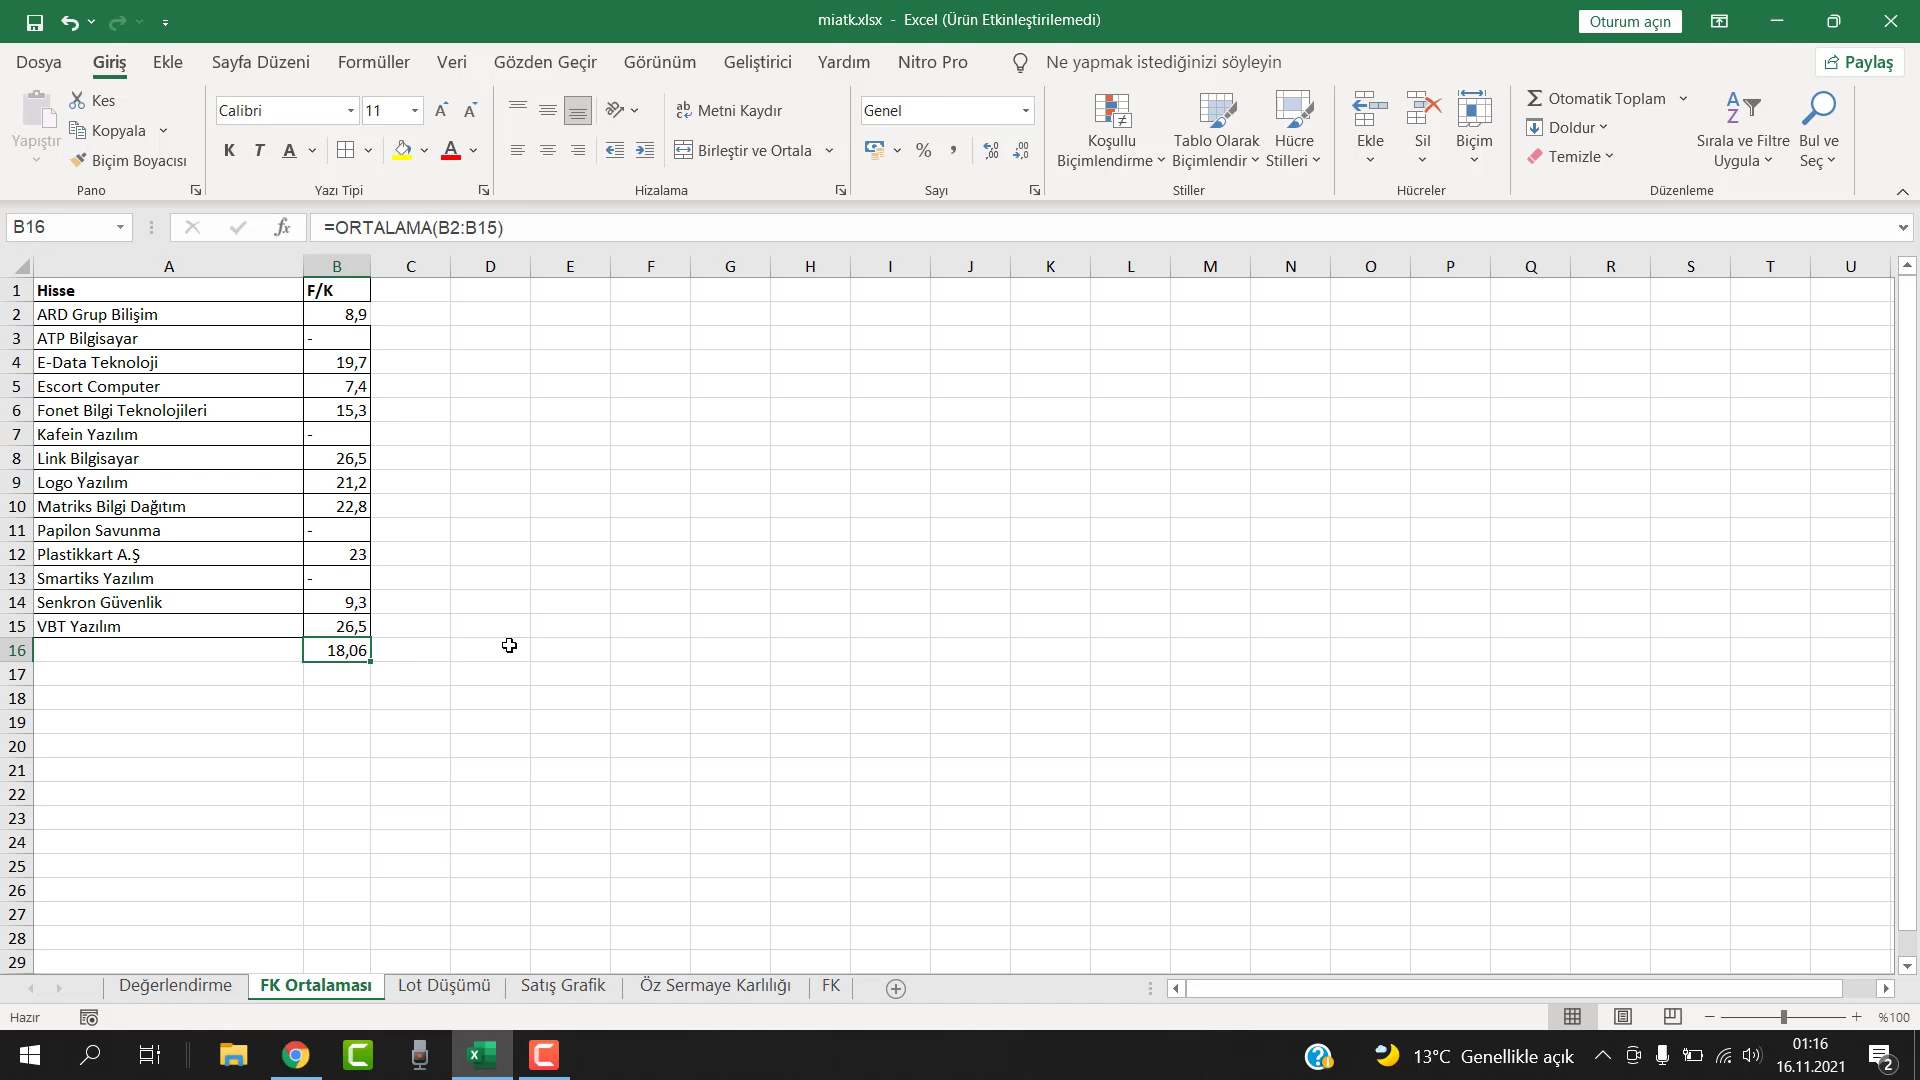 miatk.xlsx - Excel (Ürün Etkinleştirilemedi)
Oturum açın
Dosya Giriş Ekle Sayfa Düzeni Formüller Veri Gözden Geçir Görünüm Geliştirici Yardım Nitro Pro Ne yapmak istediğinizi söyleyin Paylaş
Yapıştır
Kes
Kopyala
Biçim Boyacısı
Pano
Calibri 11
K T A
Yazı Tipi
Metni Kaydır
Birleştir ve Ortala
Hizalama
Genel
%
Sayı
Koşullu Biçimlendirme
Tablo Olarak Biçimlendir
Hücre Stilleri
Stiller
Ekle
Sil
Biçim
Hücreler
Otomatik Toplam
Doldur
Temizle
Sırala ve Filtre Uygula
Bul ve Seç
Düzenleme
B16 fx =ORTALAMA(B2:B15)
A B C D E F G H I J K L M N O P Q R S T U
1 Hisse F/K
2 ARD Grup Bilişim 8,9
3 ATP Bilgisayar -
4 E-Data Teknoloji 19,7
5 Escort Computer 7,4
6 Fonet Bilgi Teknolojileri 15,3
7 Kafein Yazılım -
8 Link Bilgisayar 26,5
9 Logo Yazılım 21,2
10 Matriks Bilgi Dağıtım 22,8
11 Papilon Savunma -
12 Plastikkart A.Ş 23
13 Smartiks Yazılım -
14 Senkron Güvenlik 9,3
15 VBT Yazılım 26,5
16 18,06
17
18
19
20
21
22
23
24
25
26
27
28
29
Değerlendirme FK Ortalaması Lot Düşümü Satış Grafik Öz Sermaye Karlılığı FK
Hazır
%100
13°C Genellikle açık
01:16
16.11.2021
2